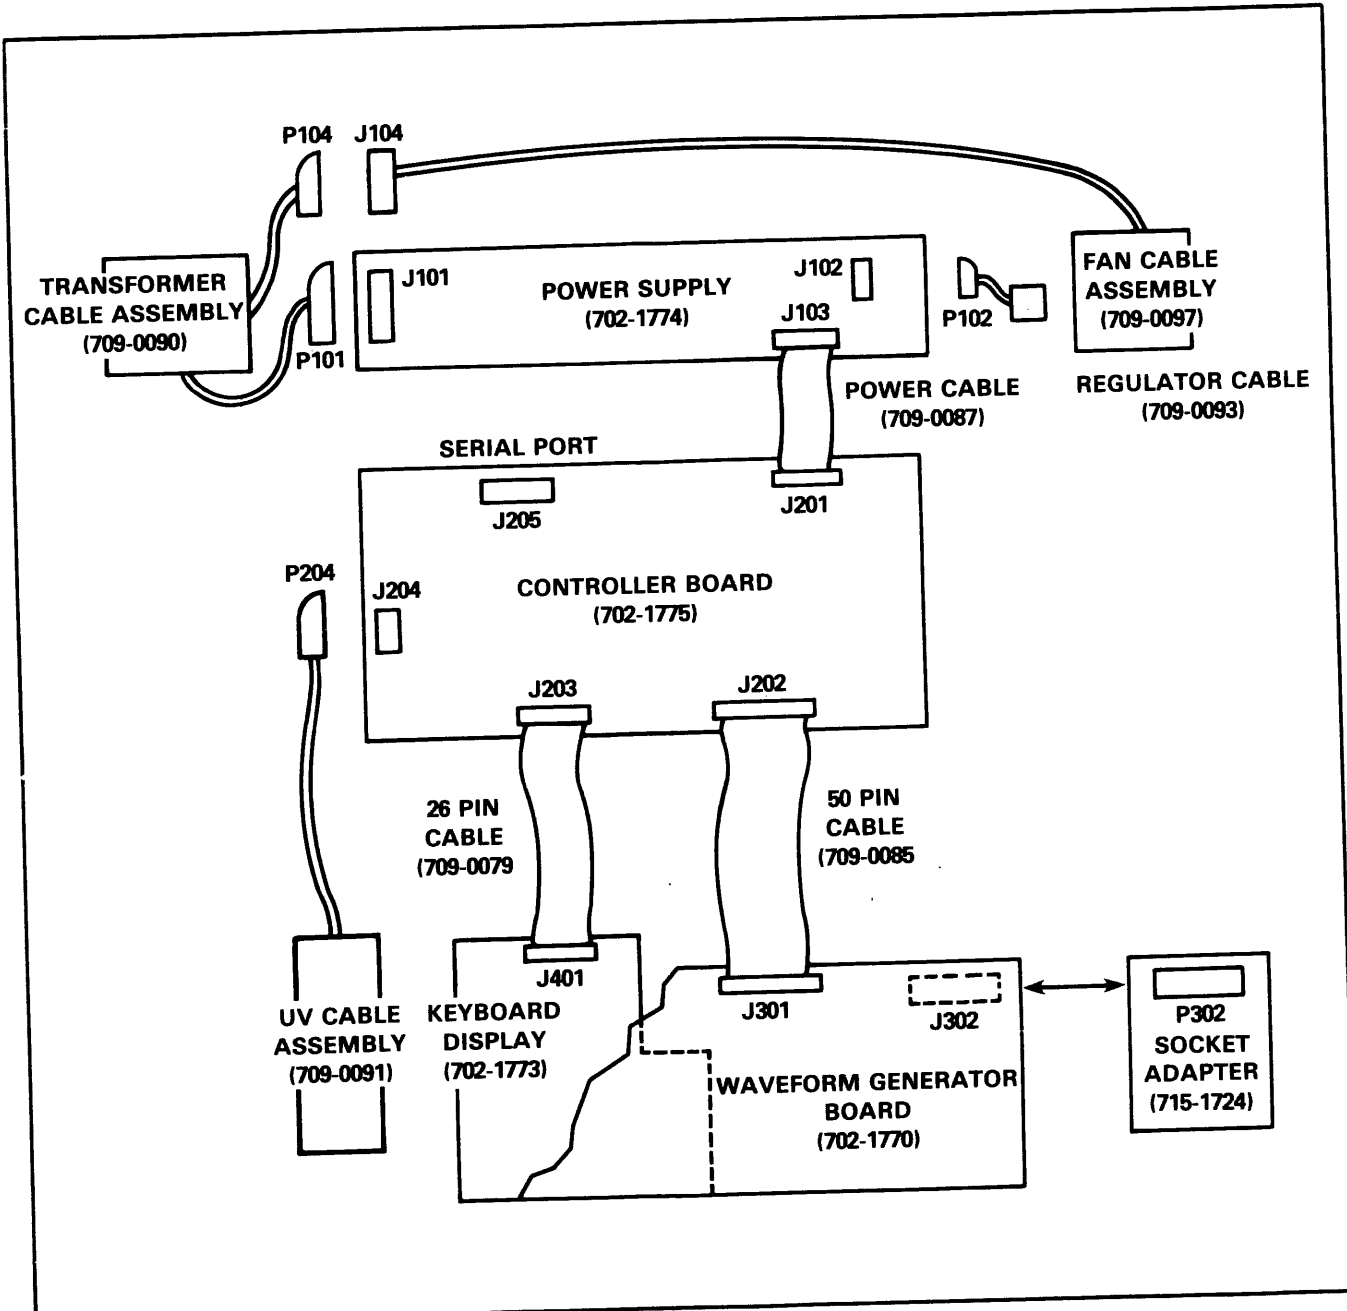 P104
J104
TRANSFORMER
CABLE ASSEMBLY
(709-0090)
P101
J101
POWER SUPPLY
(702-1774)
J102
J103
P102
FAN CABLE
ASSEMBLY
(709-0097)
POWER CABLE
(709-0087)
REGULATOR CABLE
(709-0093)
SERIAL PORT
J205
J201
P204
J204
CONTROLLER BOARD
(702-1775)
J203
J202
26 PIN
CABLE
(709-0079
50 PIN
CABLE
(709-0085
UV CABLE
ASSEMBLY
(709-0091)
J401
KEYBOARD
DISPLAY
(702-1773)
J301
J302
WAVEFORM GENERATOR
BOARD
(702-1770)
P302
SOCKET
ADAPTER
(715-1724)